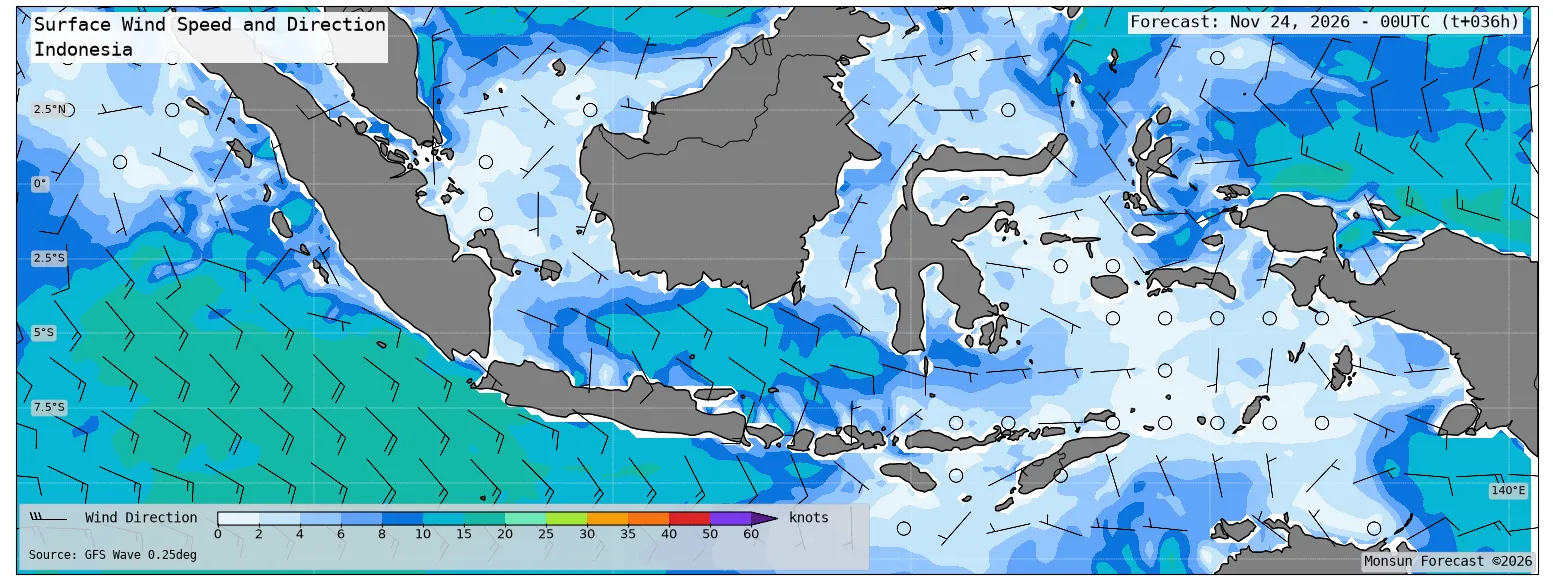 Surface Wind Speed and Direction
Indonesia
Forecast: Nov 24, 2026 - 00UTC (t+036h)
2.5°N
0°
2.5°S
5°S
7.5°S
140°E
Wind Direction
knots
0 2 4 6 8 10 15 20 25 30 35 40 50 60
Source: GFS Wave 0.25deg
Monsun Forecast ©2026